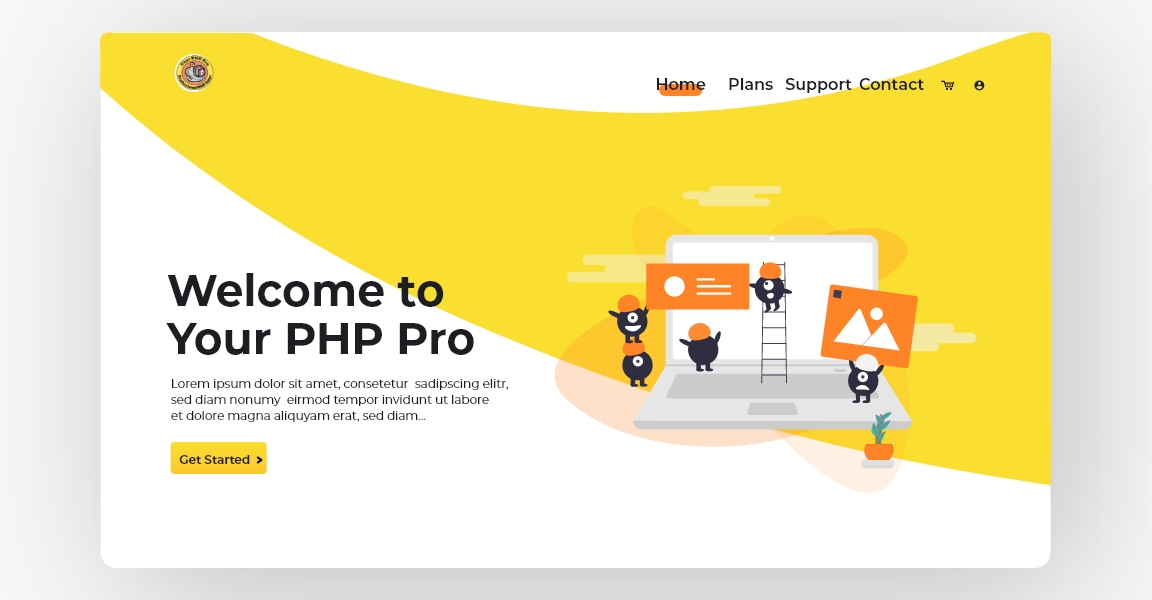 Home Plans Support Contact
Welcome to
Your PHP Pro
Lorem ipsum dolor sit amet, consetetur sadipscing elitr,
sed diam nonumy eirmod tempor invidunt ut labore
et dolore magna aliquyam erat, sed diam...
Get Started >